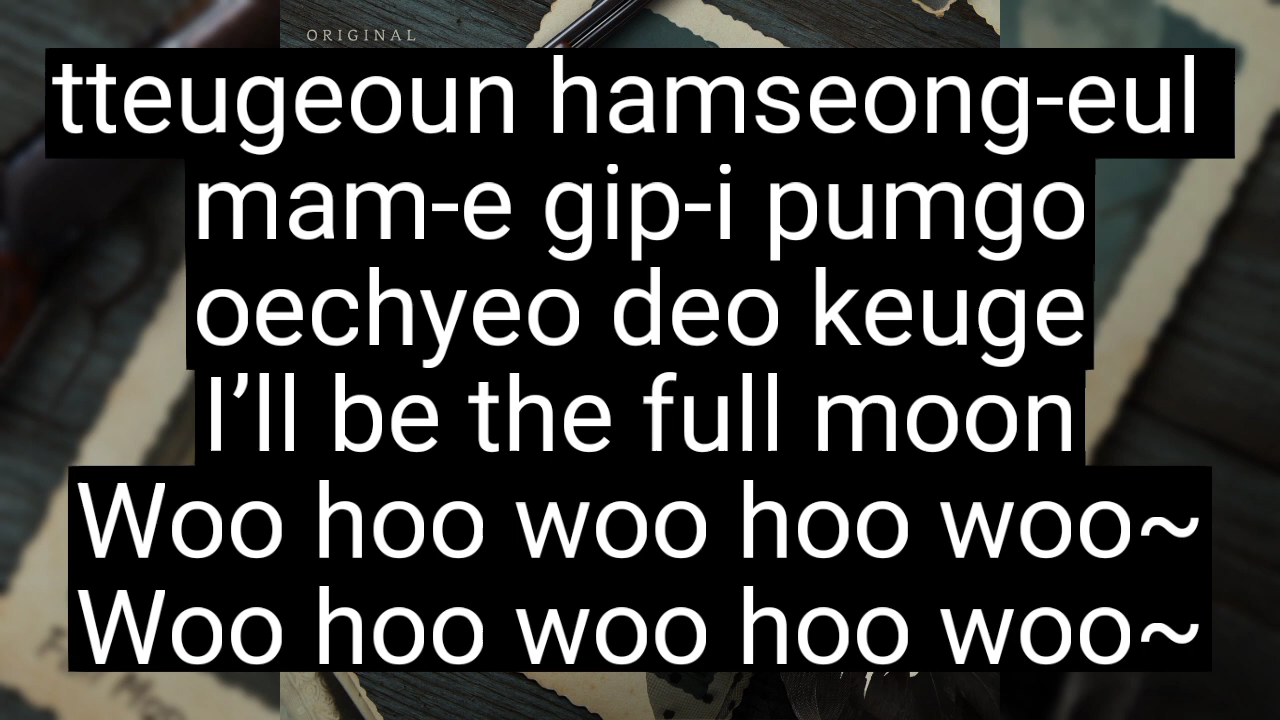 ORIGINAL
tteugeoun hamseong-eul
mam-e gip-i pumgo
oechyeo deo keuge
I’ll be the full moon
Woo hoo woo hoo woo~
Woo hoo woo hoo woo~